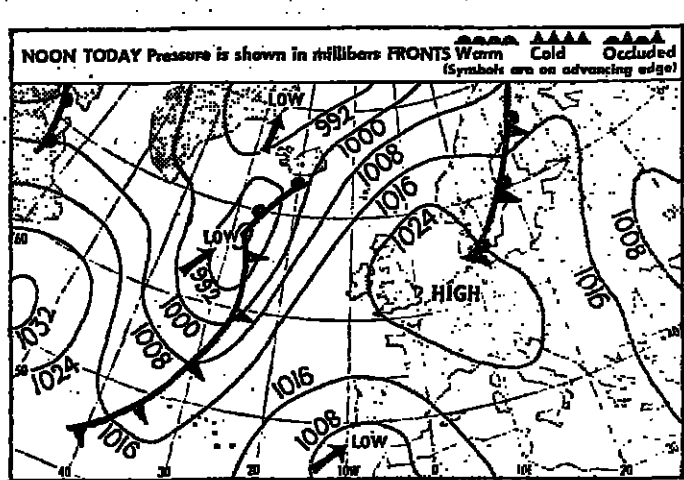 NOON TODAY Pressure is shown in millibars FRONTS Warm Cold Occluded
(Symbols are on advancing edge)
LOW
992
1000
1008
1016
1024
LOW
992
1000
1008
1016
HIGH
1008
1016
60
1032
1024
50
1016
1008
LOW
40
30
20
10W
0
10E
20